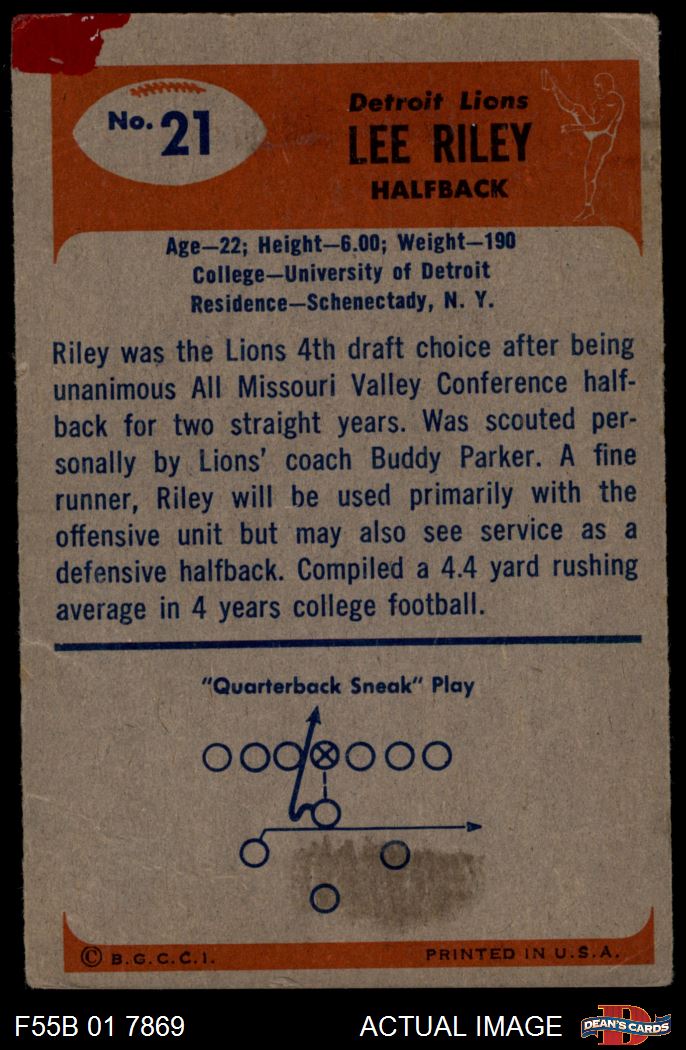 No. 21
Detroit Lions
LEE RILEY
HALFBACK
Age—22; Height—6.00; Weight—190
College—University of Detroit
Residence—Schenectady, N. Y.
Riley was the Lions 4th draft choice after being
unanimous All Missouri Valley Conference half-
back for two straight years. Was scouted per-
sonally by Lions' coach Buddy Parker. A fine
runner, Riley will be used primarily with the
offensive unit but may also see service as a
defensive halfback. Compiled a 4.4 yard rushing
average in 4 years college football.
"Quarterback Sneak" Play
© B.G.C.C.I.
PRINTED IN U.S.A.
F55B 01 7869
ACTUAL IMAGE
D
DEAN'S CARDS